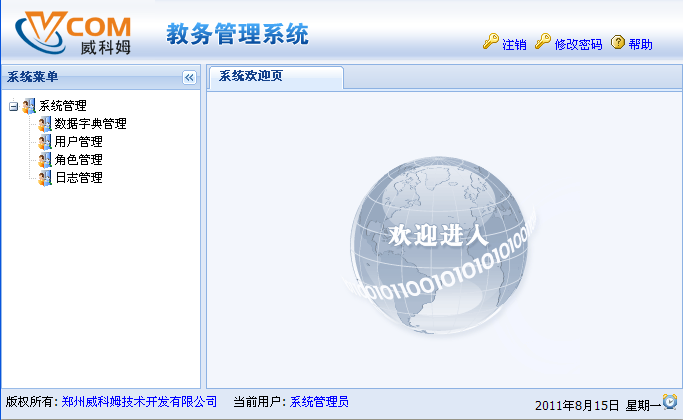 VCOM
威科姆
教务管理系统
注销 修改密码 帮助
系统菜单
系统欢迎页
系统管理
数据字典管理
用户管理
角色管理
日志管理
欢迎进入
版权所有: 郑州威科姆技术开发有限公司 当前用户: 系统管理员
2011年8月15日 星期一